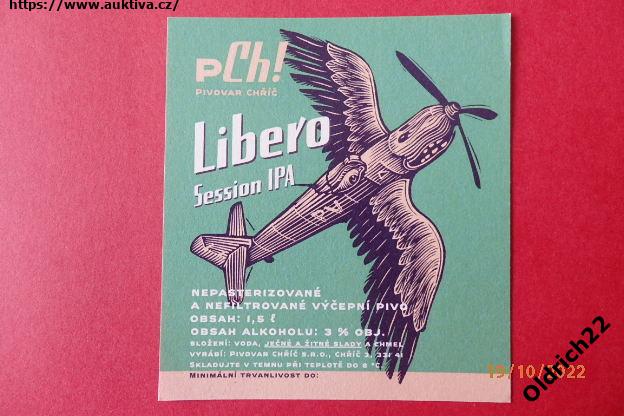 https://www.auktiva.cz/
PCh!
PIVOVAR CHŘÍČ
Libero
Session IPA
NEPASTERIZOVANÉ
A NEFILTROVANÉ VÝČEPNÍ PIVO
OBSAH: 1,5 ℓ
OBSAH ALKOHOLU: 3 % OBJ.
SLOŽENÍ: VODA, JEČNÉ A ŽITNÉ SLADY A CHMEL
VYRÁBÍ: PIVOVAR CHŘÍČ S.R.O., CHŘÍČ 3, 331 41
SKLADUJTE V TEMNU PŘI TEPLOTĚ DO 8 °C
MINIMÁLNÍ TRVANLIVOST DO:
19/10/2022
Oldrich22